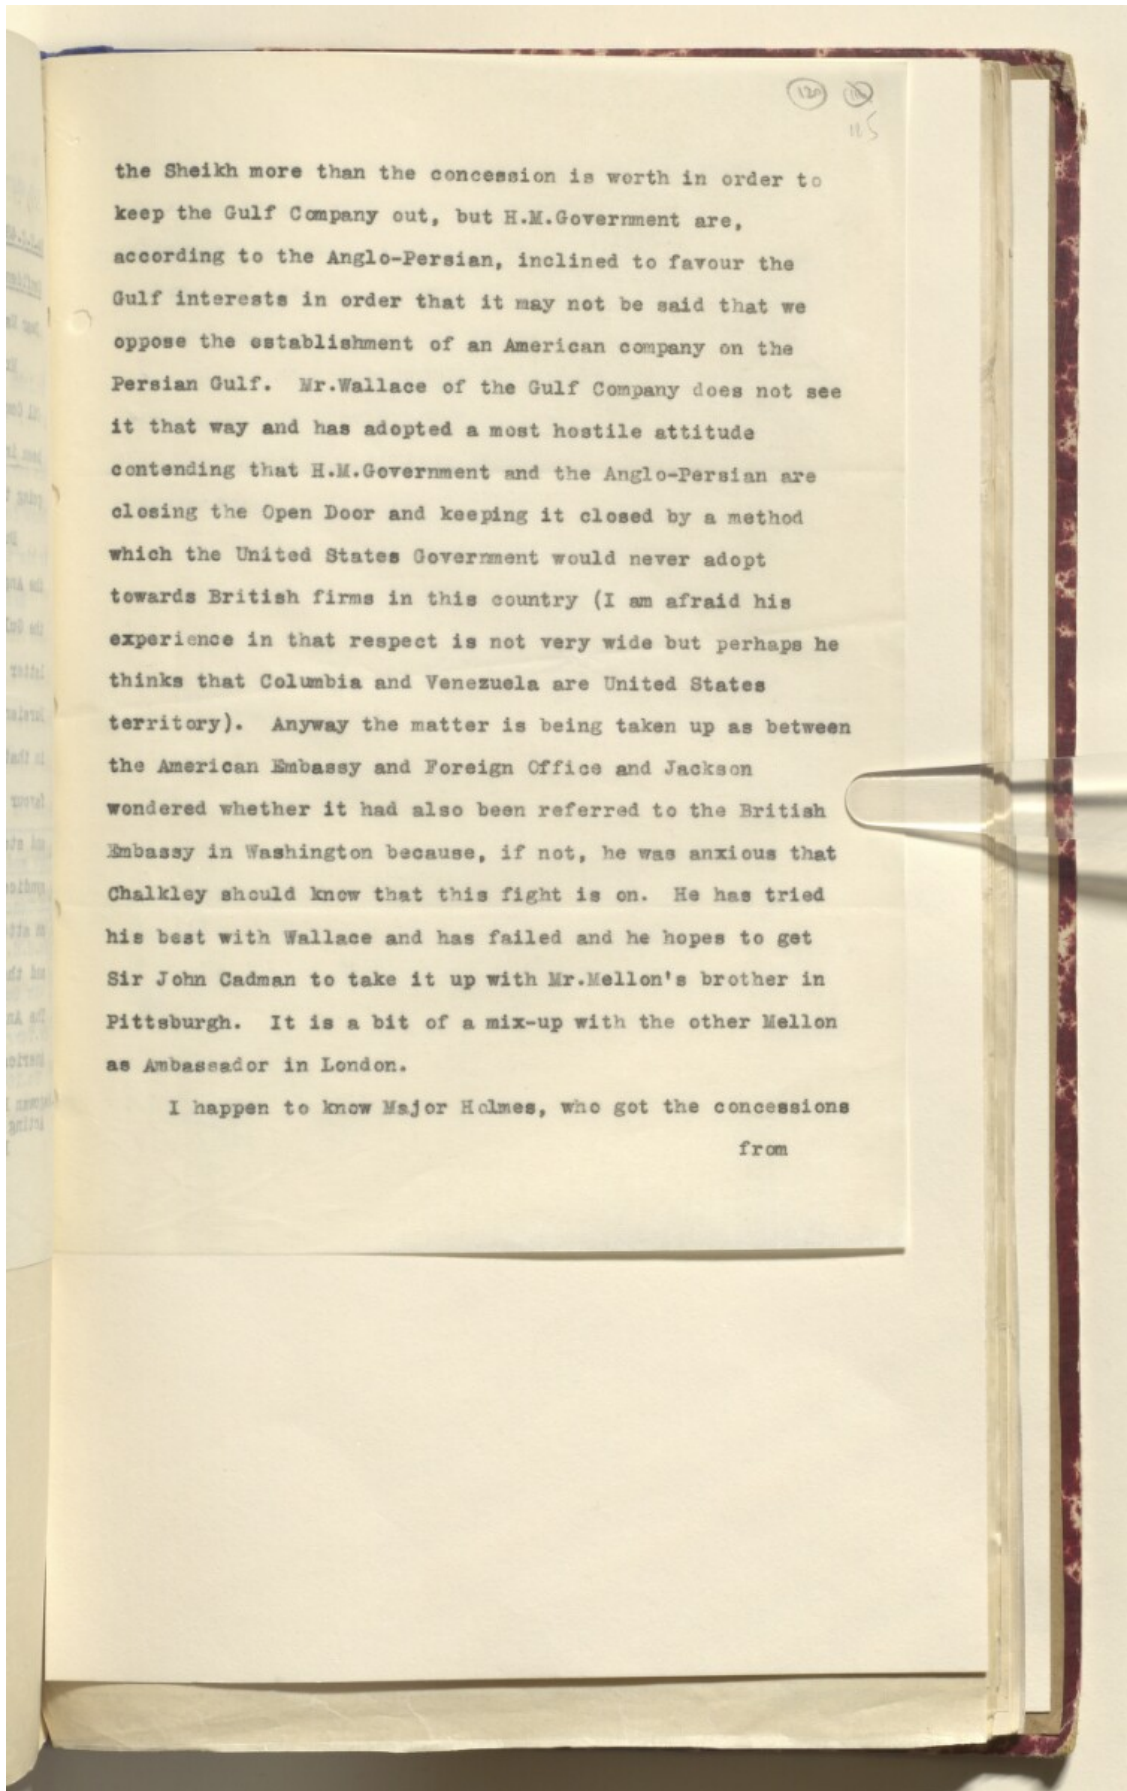 120
115
the Sheikh more than the concession is worth in order to
keep the Gulf Company out, but H.M.Government are,
according to the Anglo-Persian, inclined to favour the
Gulf interests in order that it may not be said that we
oppose the establishment of an American company on the
Persian Gulf. Mr.Wallace of the Gulf Company does not see
it that way and has adopted a most hostile attitude
contending that H.M.Government and the Anglo-Persian are
closing the Open Door and keeping it closed by a method
which the United States Government would never adopt
towards British firms in this country (I am afraid his
experience in that respect is not very wide but perhaps he
thinks that Columbia and Venezuela are United States
territory). Anyway the matter is being taken up as between
the American Embassy and Foreign Office and Jackson
wondered whether it had also been referred to the British
Embassy in Washington because, if not, he was anxious that
Chalkley should know that this fight is on. He has tried
his best with Wallace and has failed and he hopes to get
Sir John Cadman to take it up with Mr.Mellon's brother in
Pittsburgh. It is a bit of a mix-up with the other Mellon
as Ambassador in London.
I happen to know Major Holmes, who got the concessions
from